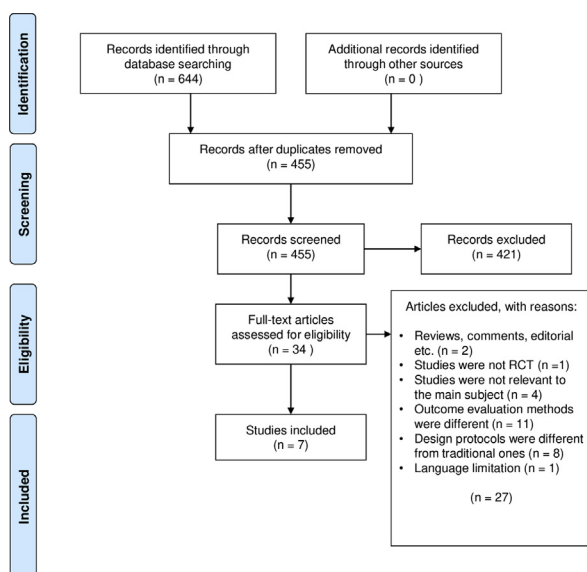 Identification
Records identified through
database searching
(n = 644)
Additional records identified
through other sources
(n = 0 )
Records after duplicates removed
(n = 455)
Screening
Records screened
(n = 455)
Records excluded
(n = 421)
Eligibility
Full-text articles
assessed for eligibility
(n = 34 )
Articles excluded, with reasons:
• Reviews, comments, editorial
etc. (n = 2)
• Studies were not RCT (n =1)
• Studies were not relevant to
the main subject (n = 4)
• Outcome evaluation methods
were different (n = 11)
• Design protocols were different
from traditional ones (n = 8)
• Language limitation (n = 1)
(n = 27)
Included
Studies included
(n = 7)